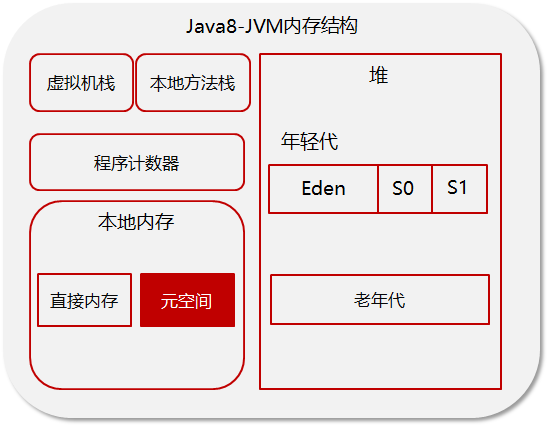 Java8-JVM内存结构
虚拟机栈
本地方法栈
程序计数器
本地内存
直接内存
元空间
堆
年轻代
Eden
S0
S1
老年代